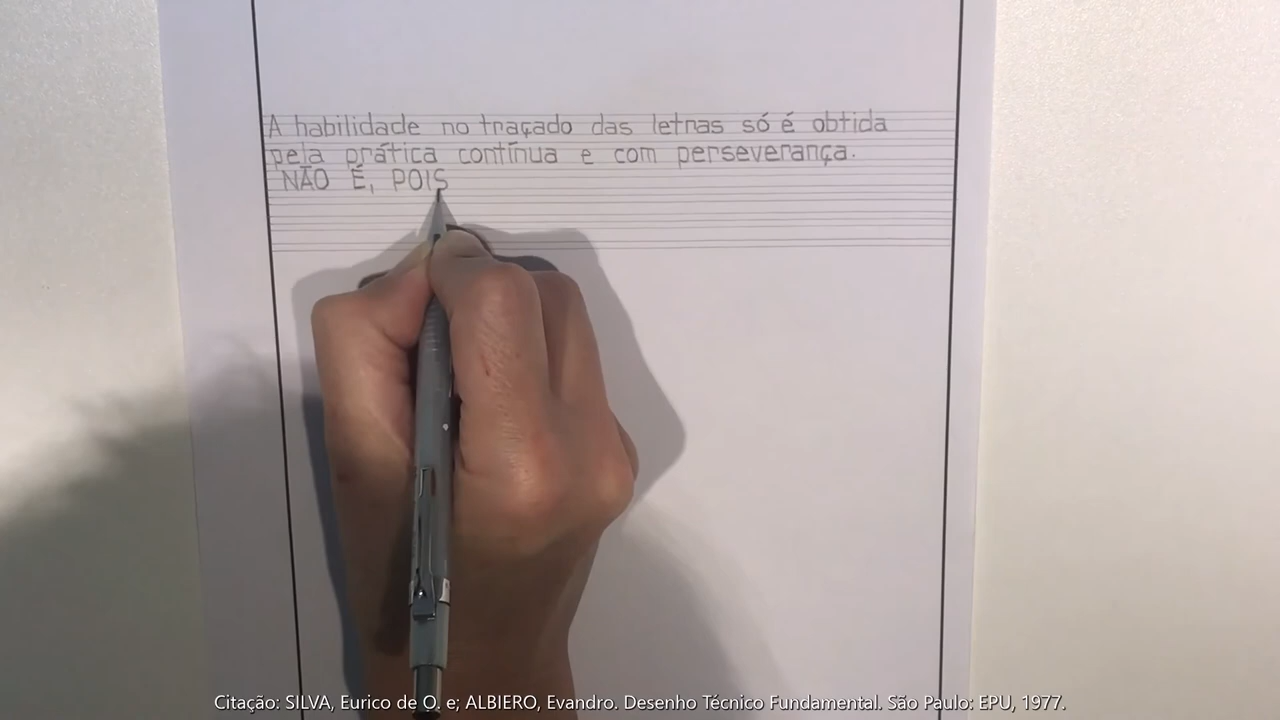 A habilidade no traçado das letras só é obtida
pela prática contínua e com perseverança.
NÃO É, POIS
Citação: SILVA, Eurico de O. e; ALBIERO, Evandro. Desenho Técnico Fundamental. São Paulo: EPU, 1977.